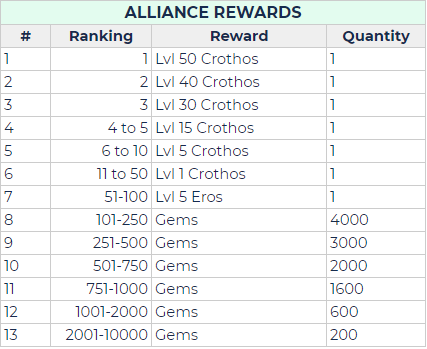 ALLIANCE REWARDS
# Ranking Reward Quantity
1 1 Lvl 50 Crothos 1
2 2 Lvl 40 Crothos 1
3 3 Lvl 30 Crothos 1
4 4 to 5 Lvl 15 Crothos 1
5 6 to 10 Lvl 5 Crothos 1
6 11 to 50 Lvl 1 Crothos 1
7 51-100 Lvl 5 Eros 1
8 101-250 Gems 4000
9 251-500 Gems 3000
10 501-750 Gems 2000
11 751-1000 Gems 1600
12 1001-2000 Gems 600
13 2001-10000 Gems 200